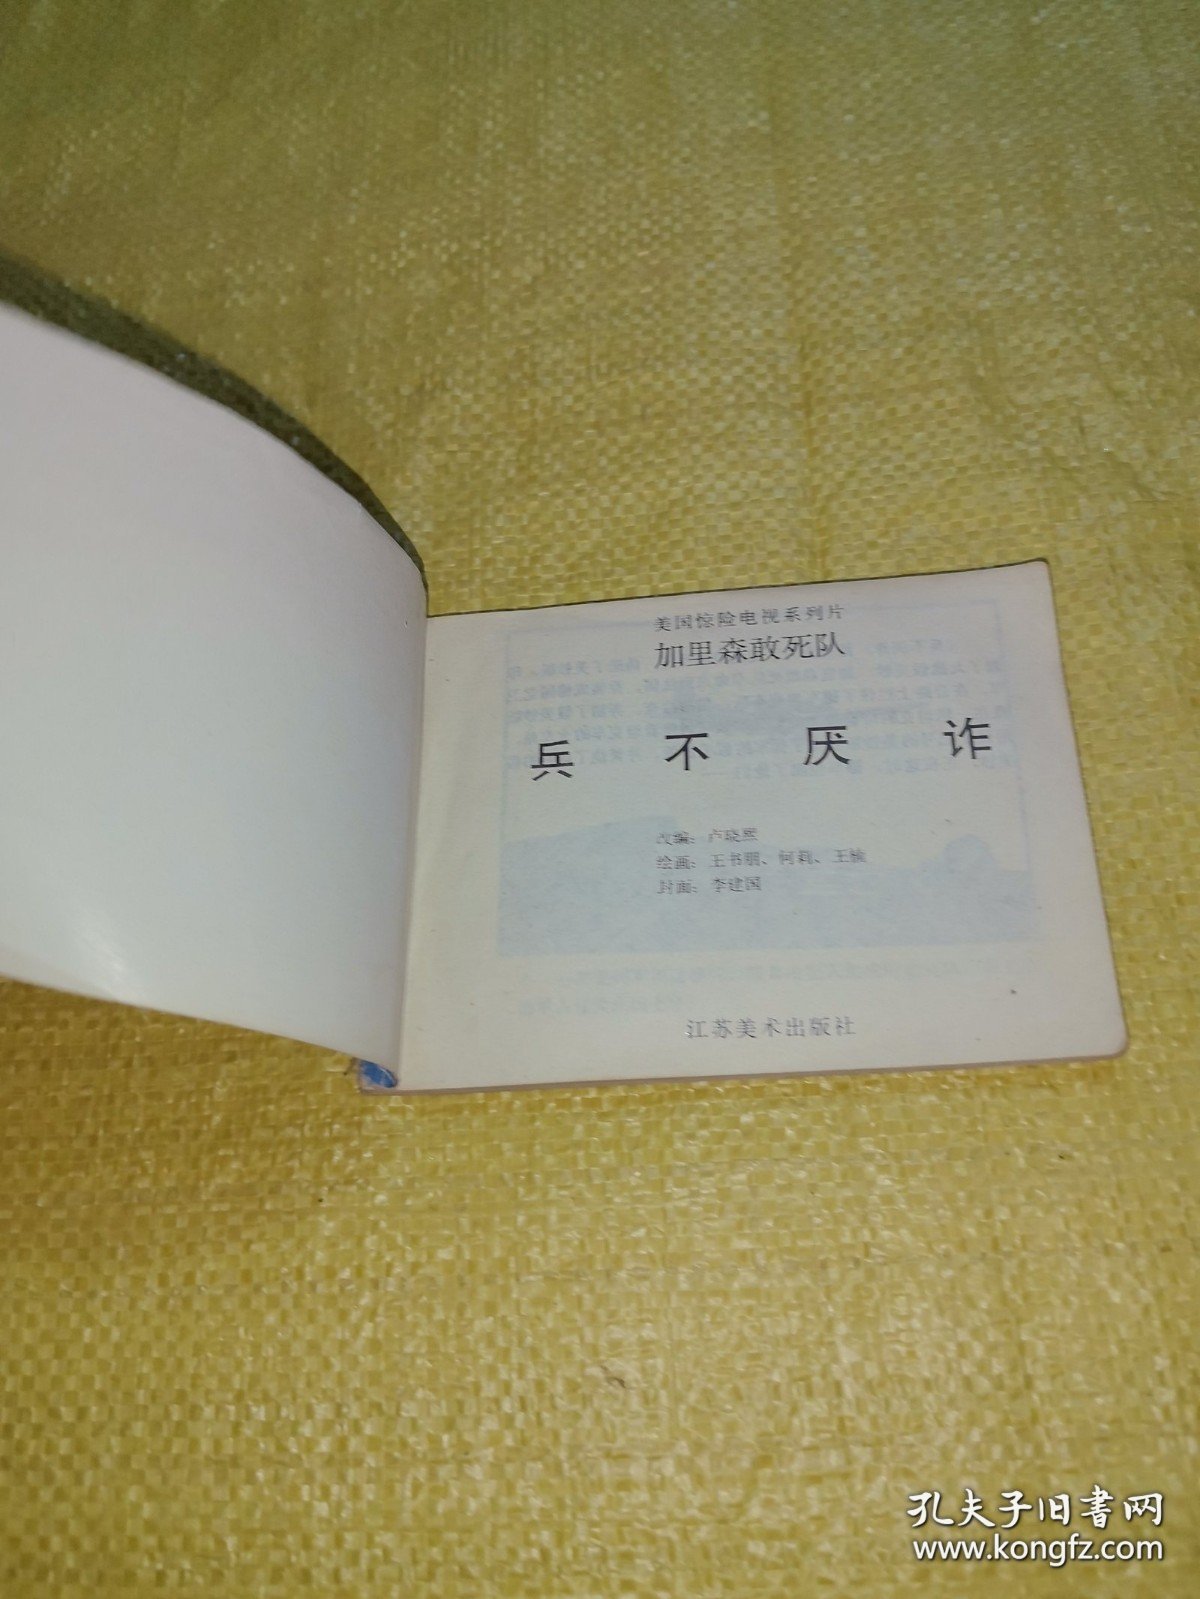 美国惊险电视系列片
加里森敢死队
兵不厌诈
改编：卢晓熙
绘画：王书朋、何莉、王愉
封面：李建国
江苏美术出版社
孔夫子旧书网
www.kongfz.com